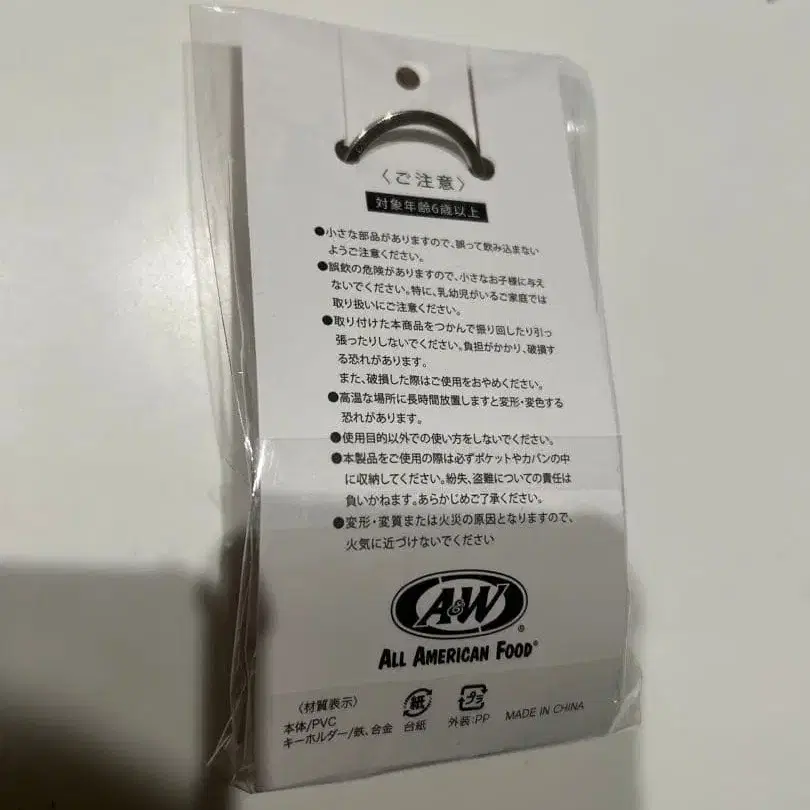 〈ご注意〉
対象年齢6歳以上
●小さな部品がありますので、誤って飲み込まない
ようご注意ください。
●誤飲の危険がありますので、小さなお子様に与え
ないでください。特に、乳幼児がいるご家庭では
取り扱いにご注意ください。
●取り付けた本商品をつかんで振り回したり引っ
張ったりしないでください。負担がかかり、破損す
る恐れがあります。
また、破損した際はご使用をおやめください。
●高温な場所に長時間放置しますと変形・変色する
恐れがあります。
●使用目的以外での使い方をしないでください。
●本製品をご使用の際は必ずポケットやカバンの中
に収納してください。紛失、盗難についての責任は
負いかねます。あらかじめご了承ください。
●変形・変質または火災の原因となりますので、
火気に近づけないでください
A&W®
ALL AMERICAN FOOD®
〈材質表示〉
本体/PVC
キーホルダー/鉄、合金
紙
台紙
プラ
外装:PP
MADE IN CHINA